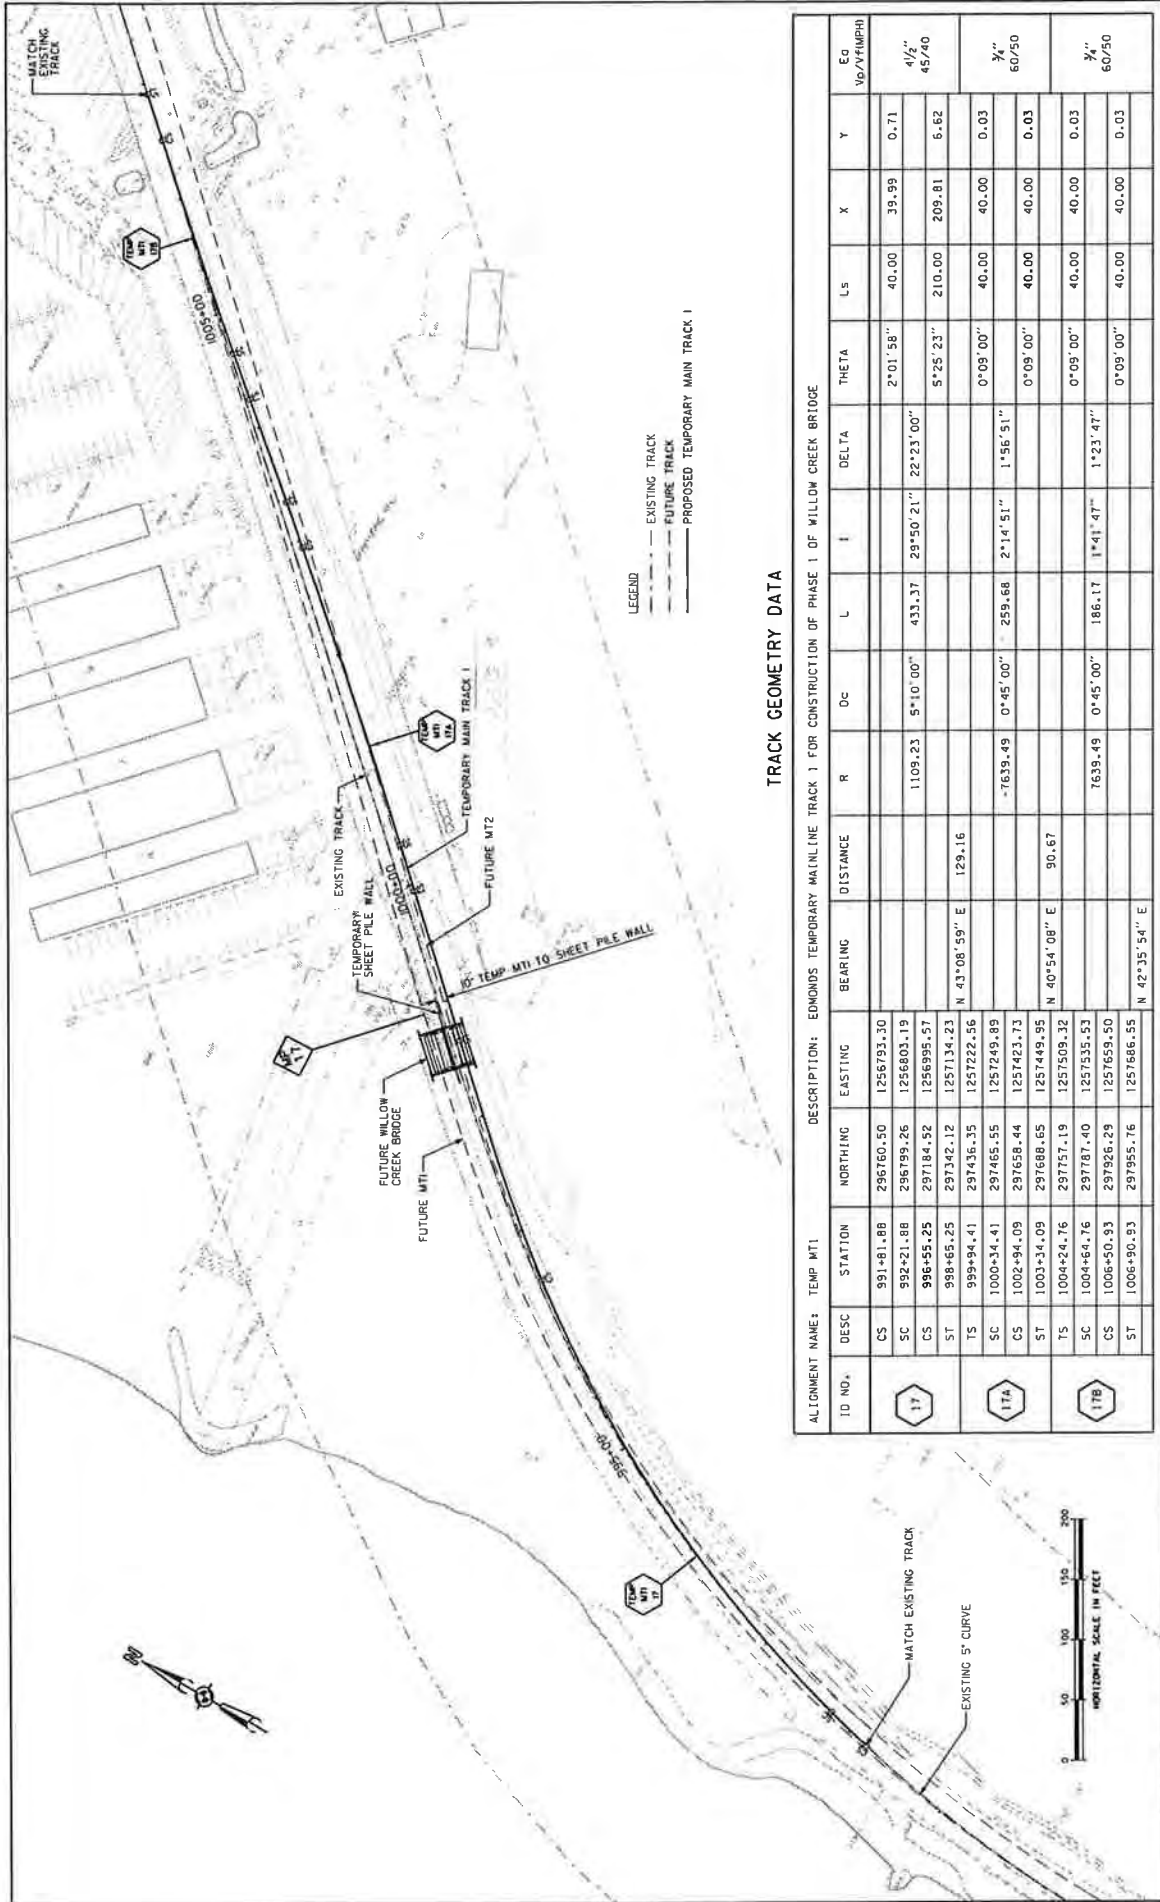 MATCH
EXISTING
TRACK
TEMP
MT1
17B
1005+00
EXISTING TRACK
TEMP
MT1
17A
TEMPORARY MAIN TRACK 1
1000+00
TEMPORARY
SHEET PILE WALL
FUTURE MT2
10' TEMP MT1 TO SHEET PILE WALL
17
FUTURE WILLOW
CREEK BRIDGE
FUTURE MT1
995+00
TEMP
MT1
17
MATCH EXISTING TRACK
EXISTING 5° CURVE
N
0 50 100 150 200
HORIZONTAL SCALE IN FEET
LEGEND
EXISTING TRACK
FUTURE TRACK
PROPOSED TEMPORARY MAIN TRACK 1
TRACK GEOMETRY DATA
ALIGNMENT NAME: TEMP MT1 DESCRIPTION: EDMONDS TEMPORARY MAINLINE TRACK 1 FOR CONSTRUCTION OF PHASE 1 OF WILLOW CREEK BRIDGE
ID NO. DESC STATION NORTHING EASTING BEARING DISTANCE R Dc L I DELTA THETA Ls X Y Ea
Vp/Vf(MPH)
17
CS 991+81.88 296760.50 1256793.30 2°01'58" 40.00 39.99 0.71
SC 992+21.88 296799.26 1256803.19
1109.23 5°10'00" 433.37 29°50'21" 22°23'00"
4½"
45/40
CS 996+55.25 297184.52 1256995.57 5°25'23" 210.00 209.81 6.62
ST 998+65.25 297342.12 1257134.23
N 43°08'59" E 129.16
17A
TS 999+94.41 297436.35 1257222.56 0°09'00" 40.00 40.00 0.03
SC 1000+34.41 297465.55 1257249.89
-7639.49 0°45'00" 259.68 2°14'51" 1°56'51"
¾"
60/50
CS 1002+94.09 297658.44 1257423.73 0°09'00" 40.00 40.00 0.03
ST 1003+34.09 297688.65 1257449.95
N 40°54'08" E 90.67
17B
TS 1004+24.76 297757.19 1257509.32 0°09'00" 40.00 40.00 0.03
SC 1004+64.76 297787.40 1257535.53
7639.49 0°45'00" 186.17 1°41'47" 1°23'47"
¾"
60/50
CS 1006+50.93 297926.29 1257659.50 0°09'00" 40.00 40.00 0.03
ST 1006+90.93 297955.76 1257686.55
N 42°35'54" E